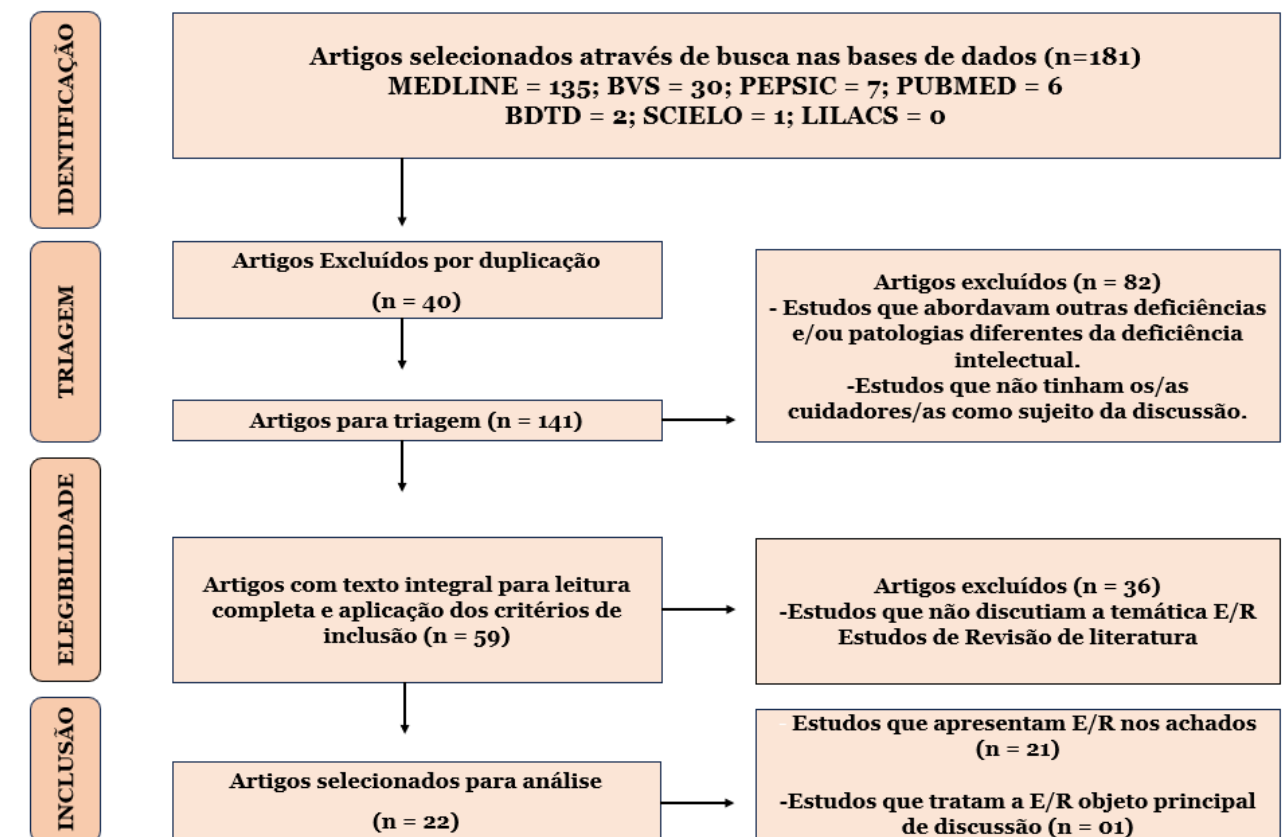 IDENTIFICAÇÃO
Artigos selecionados através de busca nas bases de dados (n=181)
MEDLINE = 135; BVS = 30; PEPSIC = 7; PUBMED = 6
BDTD = 2; SCIELO = 1; LILACS = 0
TRIAGEM
Artigos Excluídos por duplicação
(n = 40)
Artigos para triagem (n = 141)
Artigos excluídos (n = 82)
- Estudos que abordavam outras deficiências
e/ou patologias diferentes da deficiência
intelectual.
-Estudos que não tinham os/as
cuidadores/as como sujeito da discussão.
ELEGIBILIDADE
Artigos com texto integral para leitura
completa e aplicação dos critérios de
inclusão (n = 59)
Artigos excluídos (n = 36)
-Estudos que não discutiam a temática E/R
Estudos de Revisão de literatura
INCLUSÃO
Artigos selecionados para análise
(n = 22)
Estudos que apresentam E/R nos achados
(n = 21)
-Estudos que tratam a E/R objeto principal
de discussão (n = 01)